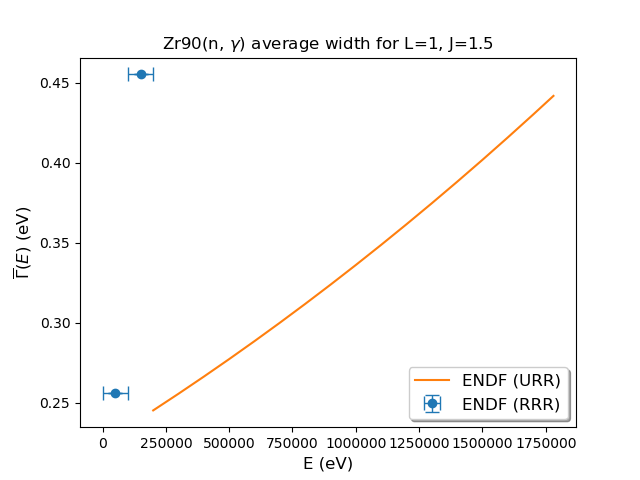 Zr90(n, γ) average width for L=1, J=1.5
0.45
0.40
0.35
0.30
0.25
Γ̅(E) (eV)
0 250000 500000 750000 1000000 1250000 1500000 1750000
E (eV)
ENDF (URR)
ENDF (RRR)